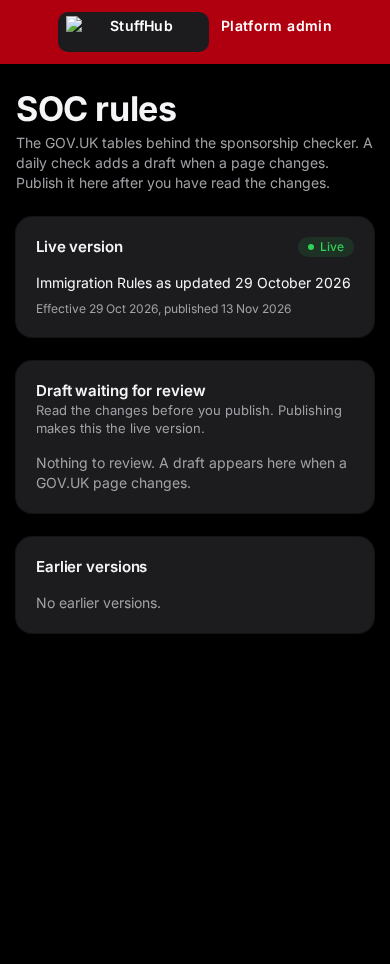 StuffHub
Platform admin
SOC rules
The GOV.UK tables behind the sponsorship checker. A
daily check adds a draft when a page changes.
Publish it here after you have read the changes.
Live version
Live
Immigration Rules as updated 29 October 2026
Effective 29 Oct 2026, published 13 Nov 2026
Draft waiting for review
Read the changes before you publish. Publishing
makes this the live version.
Nothing to review. A draft appears here when a
GOV.UK page changes.
Earlier versions
No earlier versions.